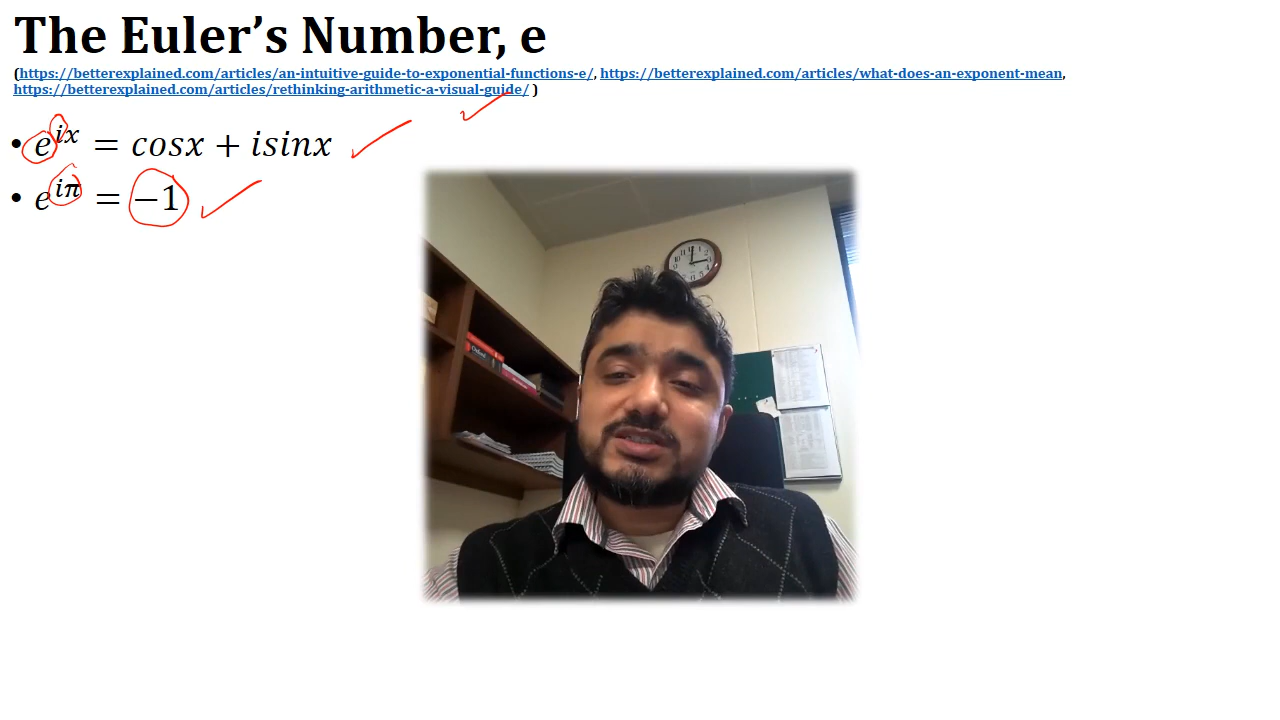 The Euler's Number, e
(https://betterexplained.com/articles/an-intuitive-guide-to-exponential-functions-e/, https://betterexplained.com/articles/what-does-an-exponent-mean,
https://betterexplained.com/articles/rethinking-arithmetic-a-visual-guide/ )
• e^{ix} = cosx + isinx
• e^{iπ} = −1
Oxford